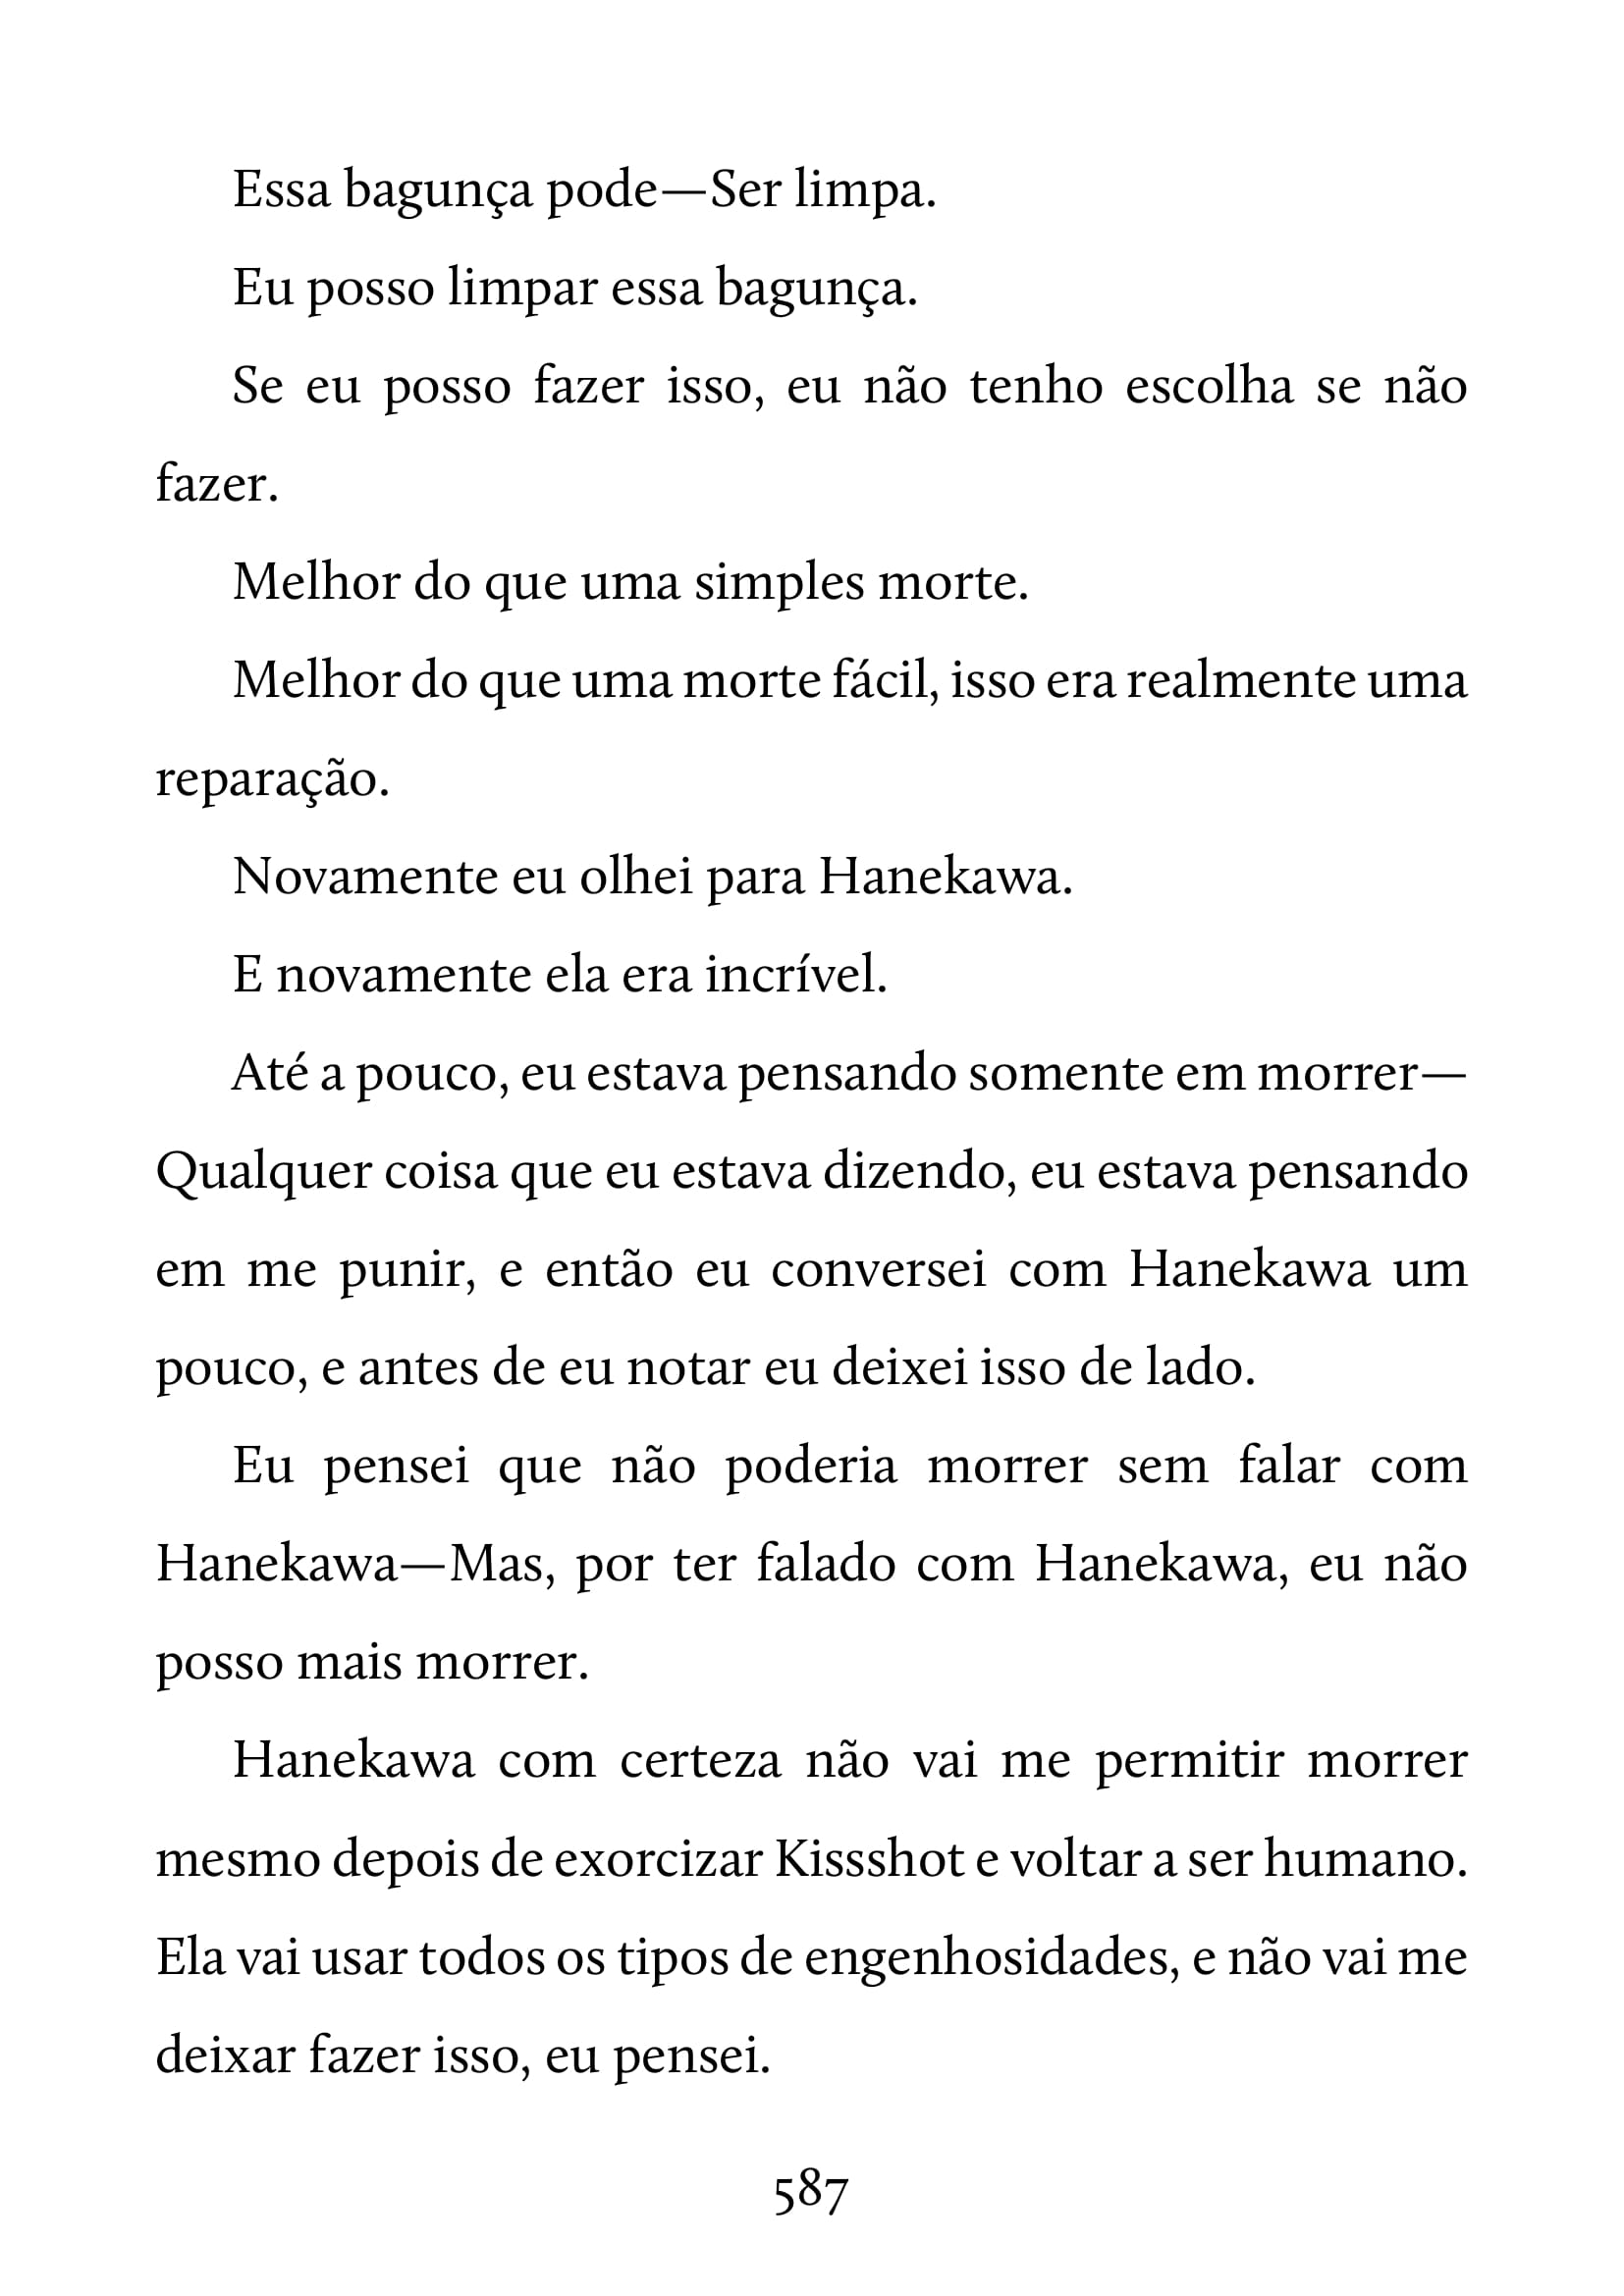 Essa bagunça pode—Ser limpa.
Eu posso limpar essa bagunça.
Se eu posso fazer isso, eu não tenho escolha se não
fazer.
Melhor do que uma simples morte.
Melhor do que uma morte fácil, isso era realmente uma
reparação.
Novamente eu olhei para Hanekawa.
E novamente ela era incrível.
Até a pouco, eu estava pensando somente em morrer—
Qualquer coisa que eu estava dizendo, eu estava pensando
em me punir, e então eu conversei com Hanekawa um
pouco, e antes de eu notar eu deixei isso de lado.
Eu pensei que não poderia morrer sem falar com
Hanekawa—Mas, por ter falado com Hanekawa, eu não
posso mais morrer.
Hanekawa com certeza não vai me permitir morrer
mesmo depois de exorcizar Kissshot e voltar a ser humano.
Ela vai usar todos os tipos de engenhosidades, e não vai me
deixar fazer isso, eu pensei.
587